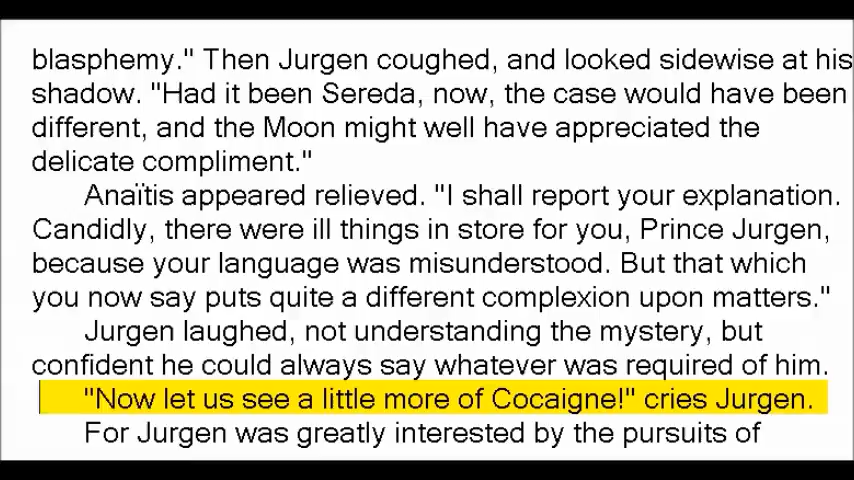 blasphemy." Then Jurgen coughed, and looked sidewise at his
shadow. "Had it been Sereda, now, the case would have been
different, and the Moon might well have appreciated the
delicate compliment."
Anaïtis appeared relieved. "I shall report your explanation.
Candidly, there were ill things in store for you, Prince Jurgen,
because your language was misunderstood. But that which
you now say puts quite a different complexion upon matters."
Jurgen laughed, not understanding the mystery, but
confident he could always say whatever was required of him.
"Now let us see a little more of Cocaigne!" cries Jurgen.
For Jurgen was greatly interested by the pursuits of